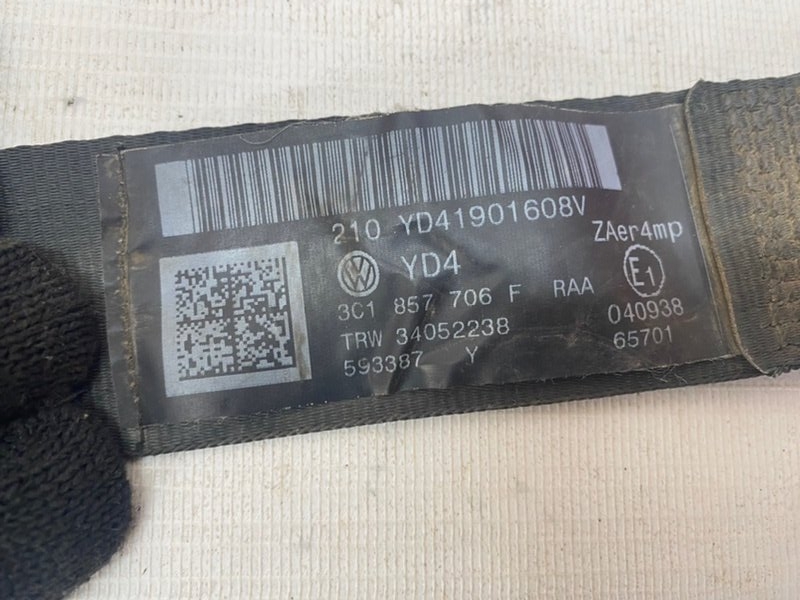 210 YD41901608V
ZAer4mp
YD4
E1
3C1 857 706 F RAA
040938
TRW 34052238
65701
593387 Y